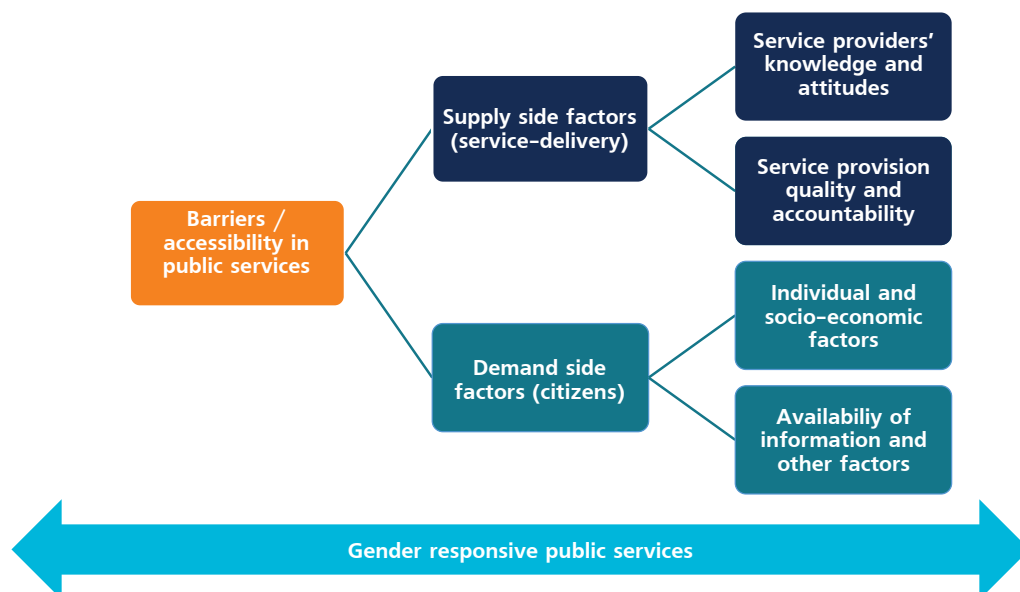 Barriers /
accessibility in
public services
Supply side factors
(service-delivery)
Service providers'
knowledge and
attitudes
Service provision
quality and
accountability
Demand side
factors (citizens)
Individual and
socio-economic
factors
Availabiliy of
information and
other factors
Gender responsive public services